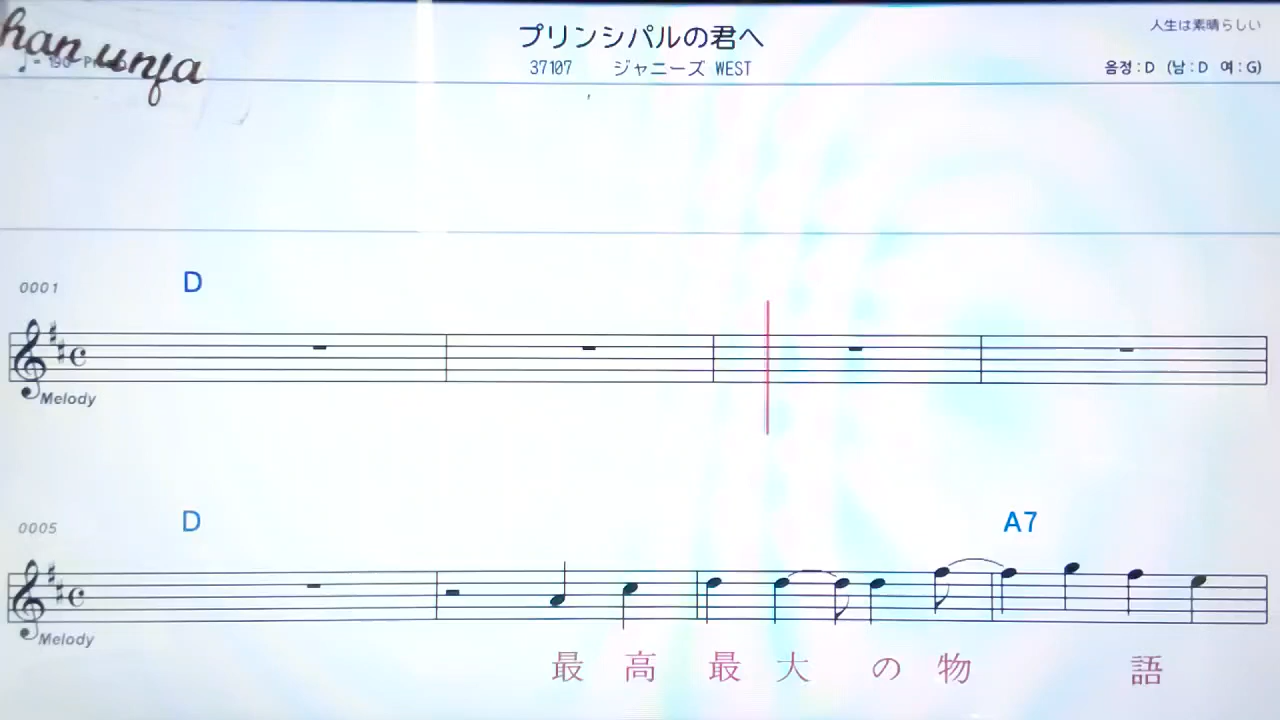 han unfa
プリンシパルの君へ
人生は素晴らしい
37107 ジャニーズ WEST
음정:D (남:D 여:G)
0001 D
Melody
0005 D A7
Melody
最 高 最 大 の 物 語